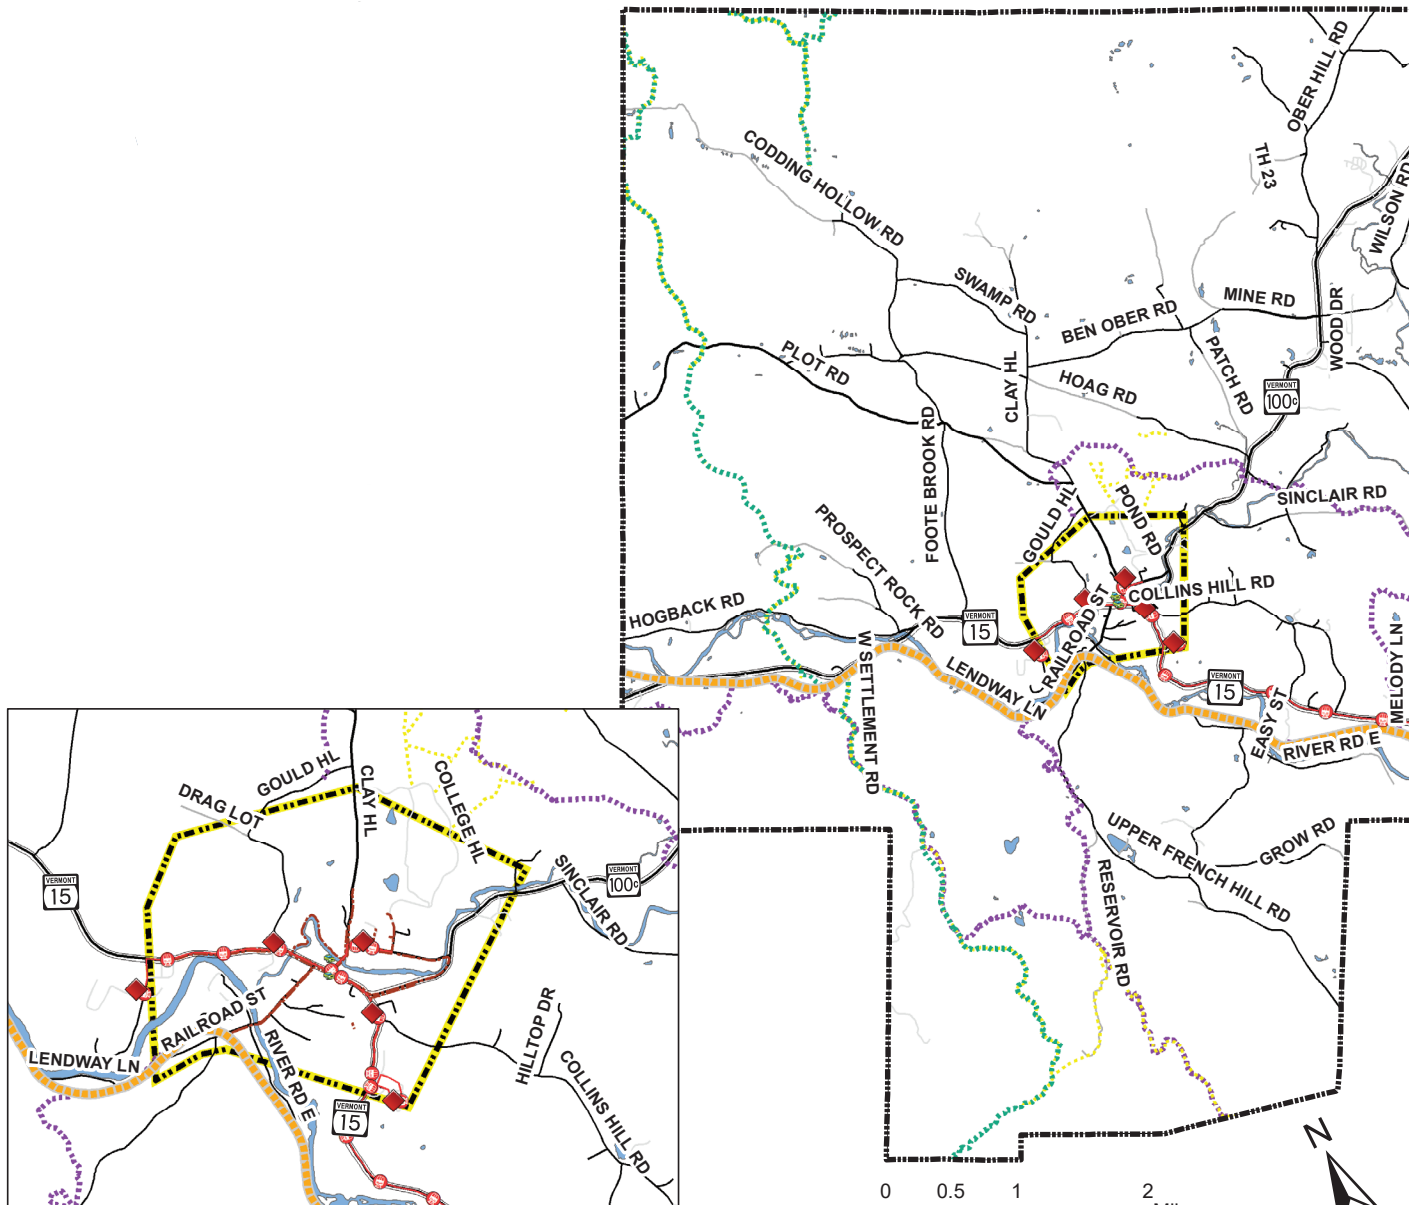 OBER HILL RD
TH 23
WILSON RD
CODDING HOLLOW RD
SWAMP RD
BEN OBER RD
MINE RD
WOOD DR
PLOT RD
CLAY HL
HOAG RD
PATCH RD
VERMONT
100C
FOOTE BROOK RD
GOULD HL
POND RD
SINCLAIR RD
PROSPECT ROCK RD
HOGBACK RD
VERMONT
15
RAILROAD ST
COLLINS HILL RD
W SETTLEMENT RD
LENDWAY LN
VERMONT
15
EASY ST
RIVER RD E
MELODY LN
UPPER FRENCH HILL RD
GROW RD
RESERVOIR RD
GOULD HL
DRAG LOT
CLAY HL
COLLEGE HL
SINCLAIR RD
VERMONT
100C
VERMONT
15
RAILROAD ST
LENDWAY LN
RIVER RD E
HILLTOP DR
COLLINS HILL RD
VERMONT
15
N
0 0.5 1 2